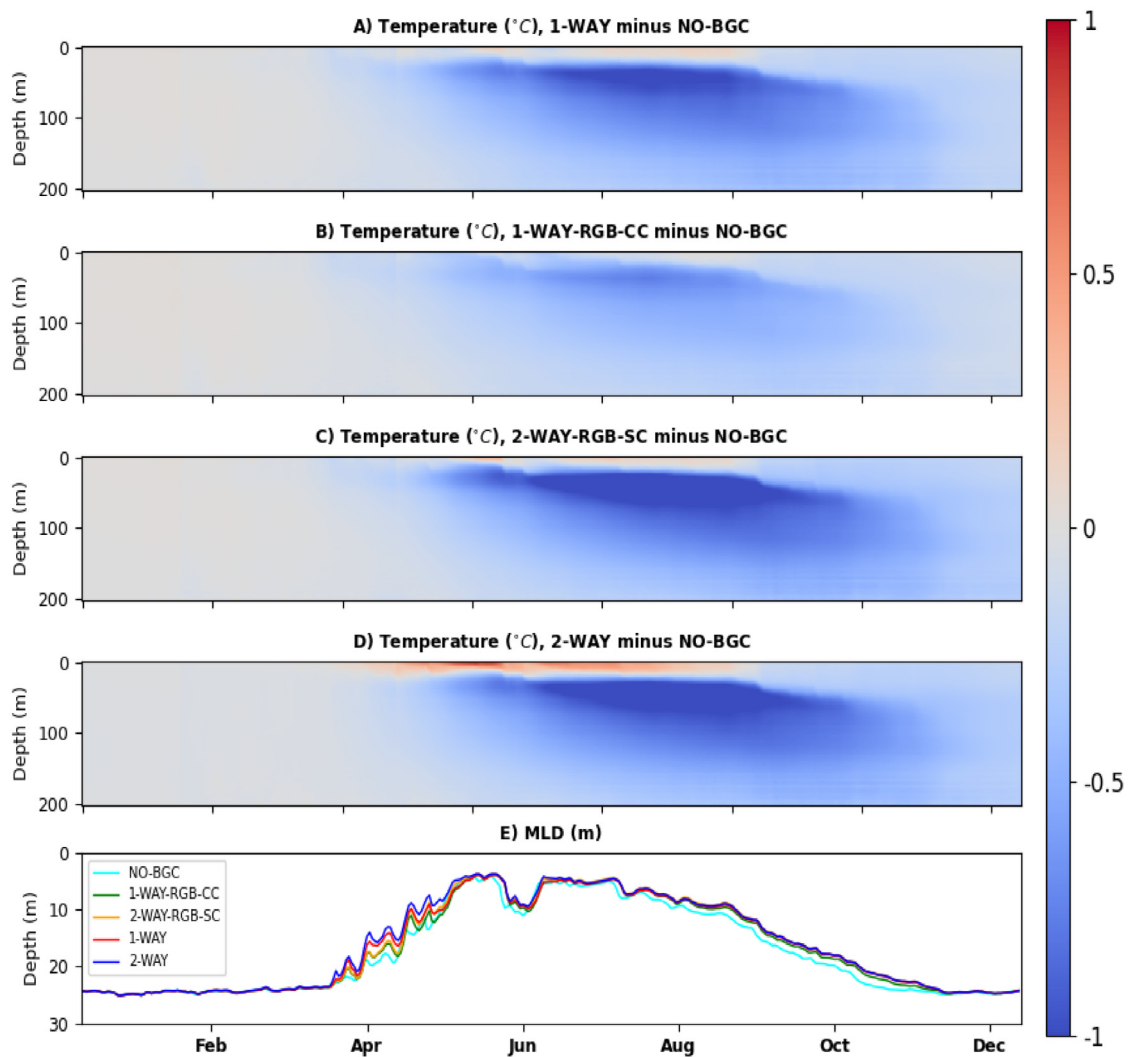 A) Temperature (°C), 1-WAY minus NO-BGC
0
100
200
Depth (m)
B) Temperature (°C), 1-WAY-RGB-CC minus NO-BGC
0
100
200
Depth (m)
C) Temperature (°C), 2-WAY-RGB-SC minus NO-BGC
0
100
200
Depth (m)
D) Temperature (°C), 2-WAY minus NO-BGC
0
100
200
Depth (m)
E) MLD (m)
0
10
20
30
Depth (m)
NO-BGC
1-WAY-RGB-CC
2-WAY-RGB-SC
1-WAY
2-WAY
Feb Apr Jun Aug Oct Dec
1
0.5
0
-0.5
-1